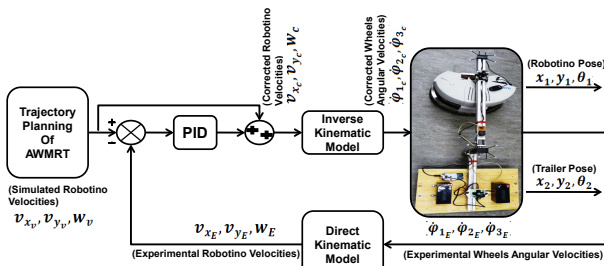 Trajectory
Planning
Of
AWMRT
(Simulated Robotino
Velocities)
v_{x_v}, v_{y_v}, w_v
+
−
PID
+
+
(Corrected Robotino
Velocities)
v_{x_c}, v_{y_c}, w_c
Inverse
Kinematic
Model
(Corrected Wheels
Angular Velocities)
φ̇_{1_c}, φ̇_{2_c}, φ̇_{3_c}
(Robotino Pose)
x_1, y_1, θ_1
(Trailer Pose)
x_2, y_2, θ_2
φ̇_{1_E}, φ̇_{2_E}, φ̇_{3_E}
(Experimental Wheels Angular Velocities)
Direct
Kinematic
Model
v_{x_E}, v_{y_E}, w_E
(Experimental Robotino Velocities)